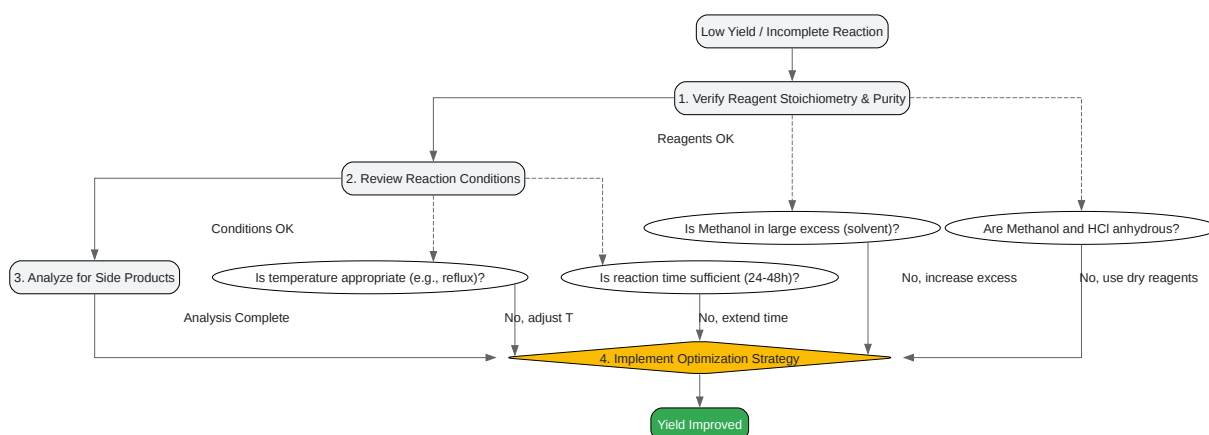 Low Yield / Incomplete Reaction
1. Verify Reagent Stoichiometry & Purity
Reagents OK
2. Review Reaction Conditions
Conditions OK
Is Methanol in large excess (solvent)?
Are Methanol and HCl anhydrous?
3. Analyze for Side Products
Is temperature appropriate (e.g., reflux)?
Is reaction time sufficient (24-48h)?
No, increase excess
No, use dry reagents
Analysis Complete
No, adjust T
No, extend time
4. Implement Optimization Strategy
Yield Improved